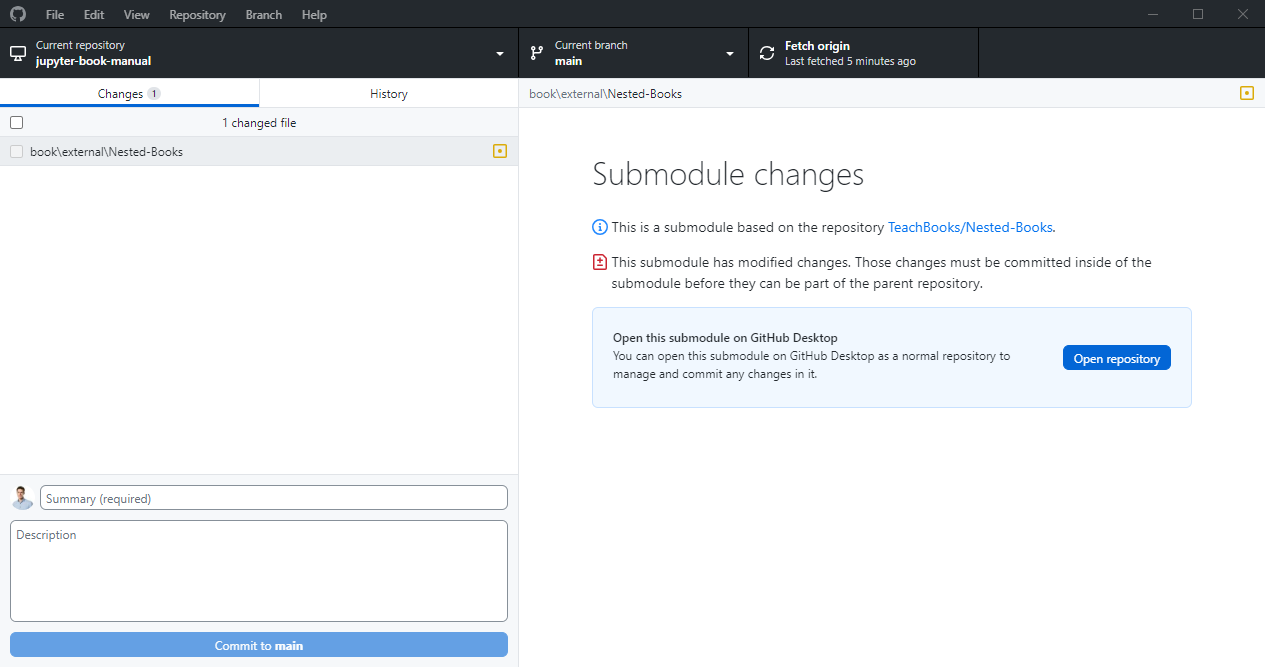 File Edit View Repository Branch Help
Current repository
jupyter-book-manual
Current branch
main
Fetch origin
Last fetched 5 minutes ago
Changes 1
History
1 changed file
book\external\Nested-Books
Summary (required)
Description
Commit to main
book\external\Nested-Books
Submodule changes
This is a submodule based on the repository TeachBooks/Nested-Books.
This submodule has modified changes. Those changes must be committed inside of the
submodule before they can be part of the parent repository.
Open this submodule on GitHub Desktop
You can open this submodule on GitHub Desktop as a normal repository to
manage and commit any changes in it.
Open repository